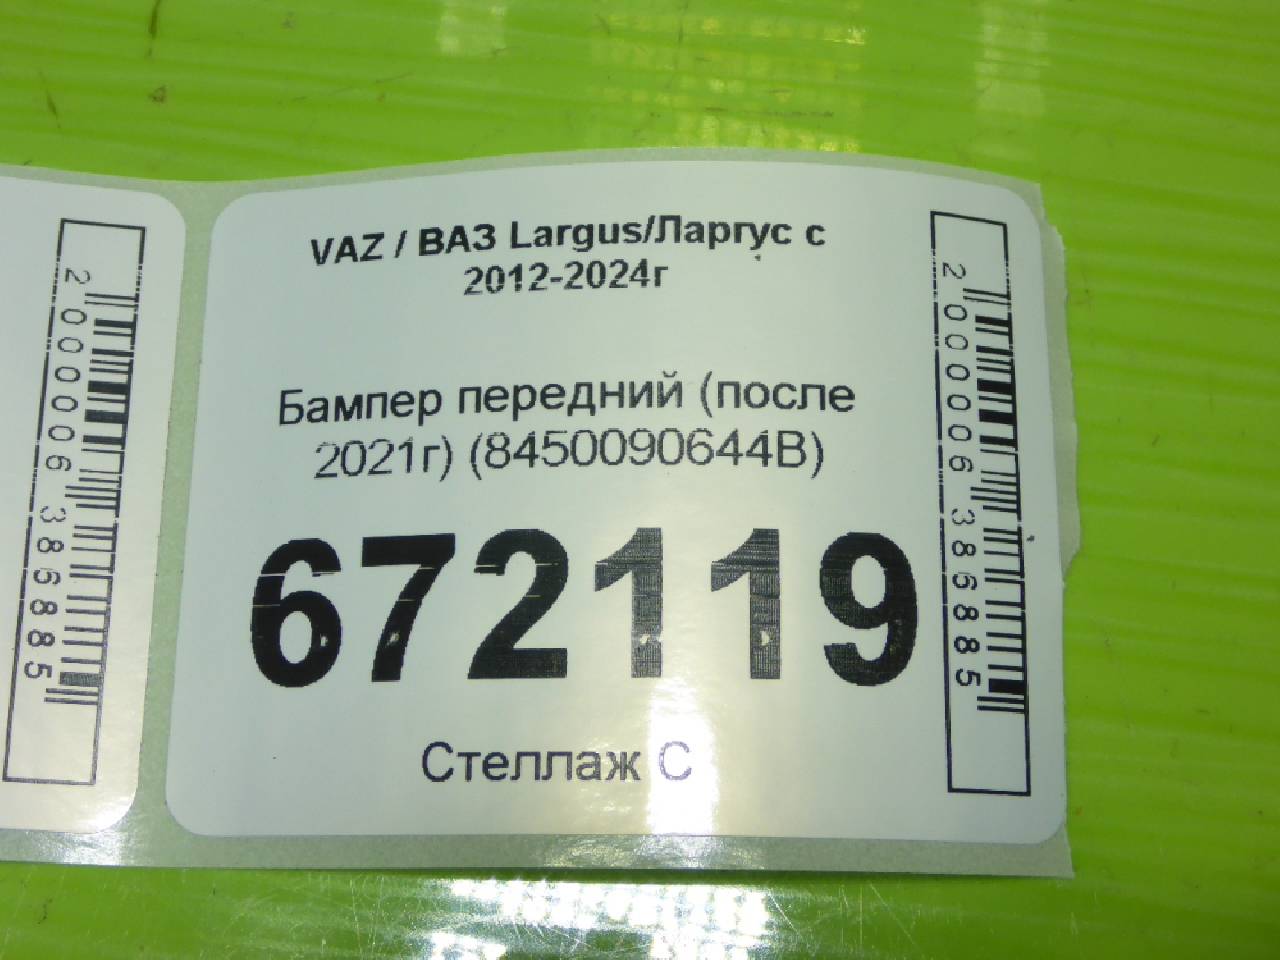 VAZ / ВАЗ Largus/Ларгус с
2012-2024г
Бампер передний (после
2021г) (8450090644В)
672119
Стеллаж С
2000006386885
2000006386885